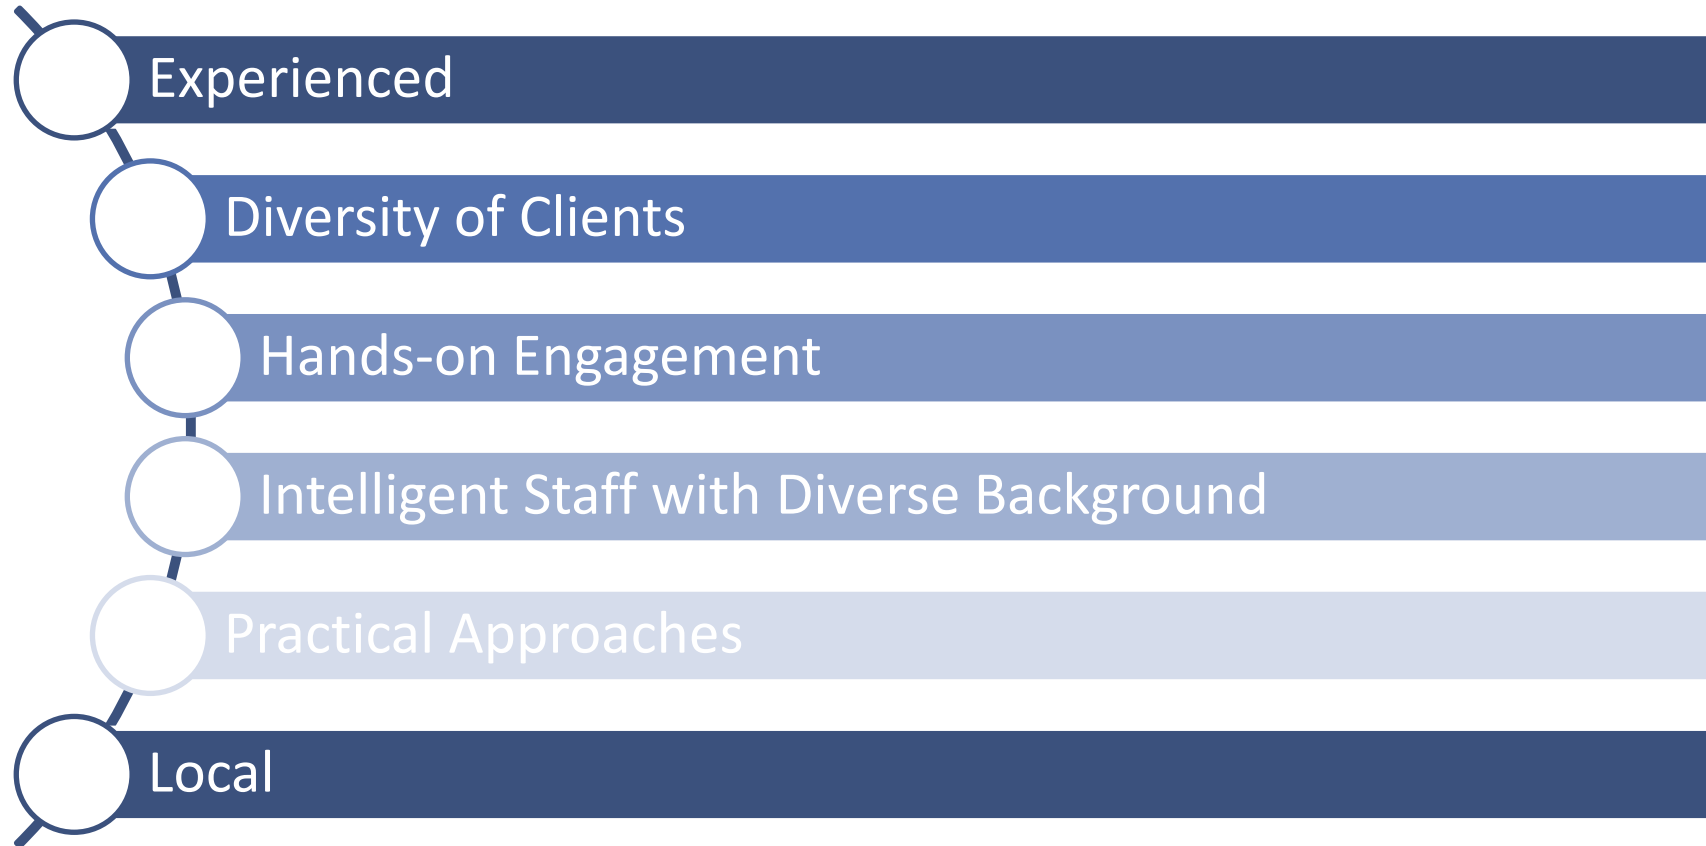 Experienced
Diversity of Clients
Hands-on Engagement
Intelligent Staff with Diverse Background
Practical Approaches
Local